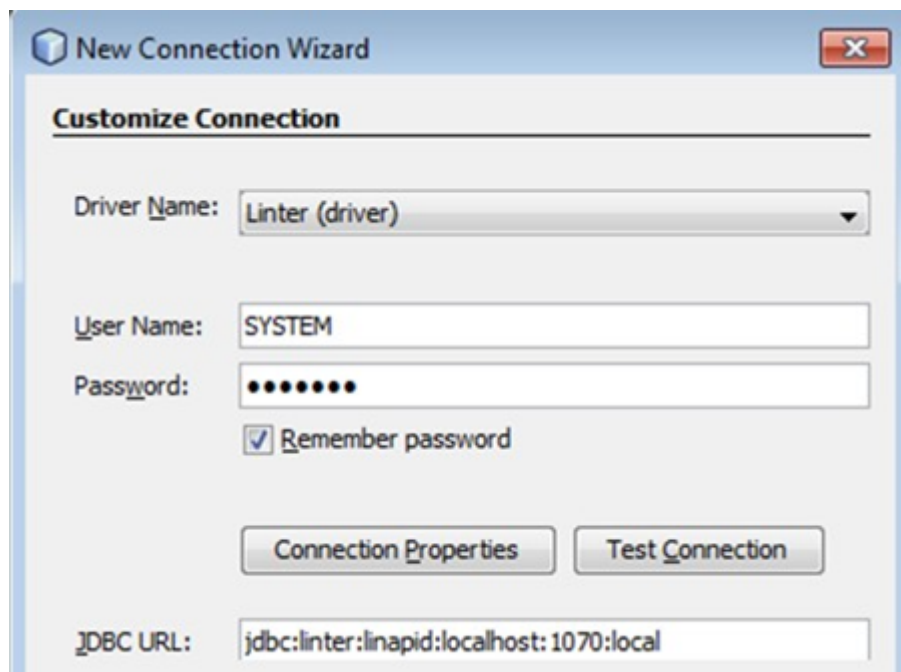 New Connection Wizard
Customize Connection
Driver Name: Linter (driver)
User Name: SYSTEM
Password: •••••••
Remember password
Connection Properties Test Connection
JDBC URL: jdbc:linter:linapid:localhost:1070:local